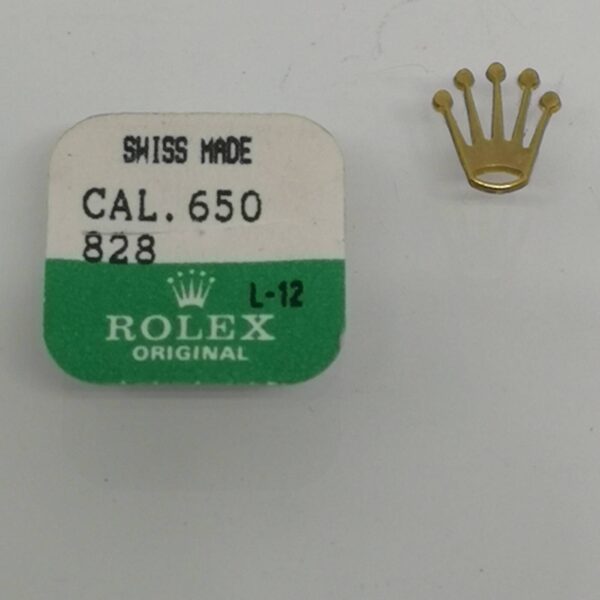 SWISS MADE
CAL. 650
828
L-12
ROLEX
ORIGINAL